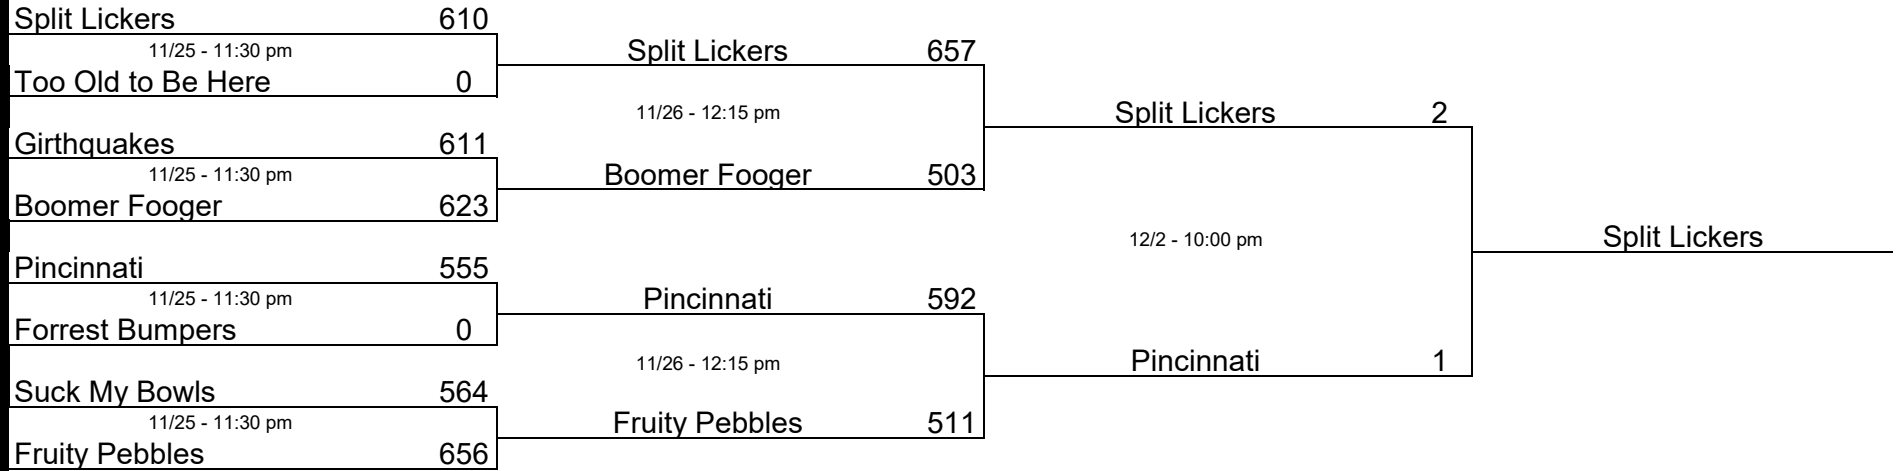 Split Lickers 610
11/25 - 11:30 pm
Too Old to Be Here 0
Girthquakes 611
11/25 - 11:30 pm
Boomer Fooger 623
Pincinnati 555
11/25 - 11:30 pm
Forrest Bumpers 0
Suck My Bowls 564
11/25 - 11:30 pm
Fruity Pebbles 656
Split Lickers 657
11/26 - 12:15 pm
Boomer Fooger 503
Pincinnati 592
11/26 - 12:15 pm
Fruity Pebbles 511
Split Lickers 2
12/2 - 10:00 pm
Pincinnati 1
Split Lickers